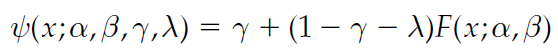 ψ(x;α,β,γ,λ) = γ + (1 − γ − λ)F(x;α,β)